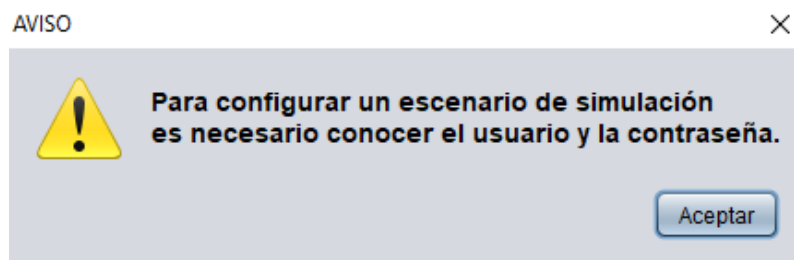 AVISO
Para configurar un escenario de simulación
es necesario conocer el usuario y la contraseña.
Aceptar